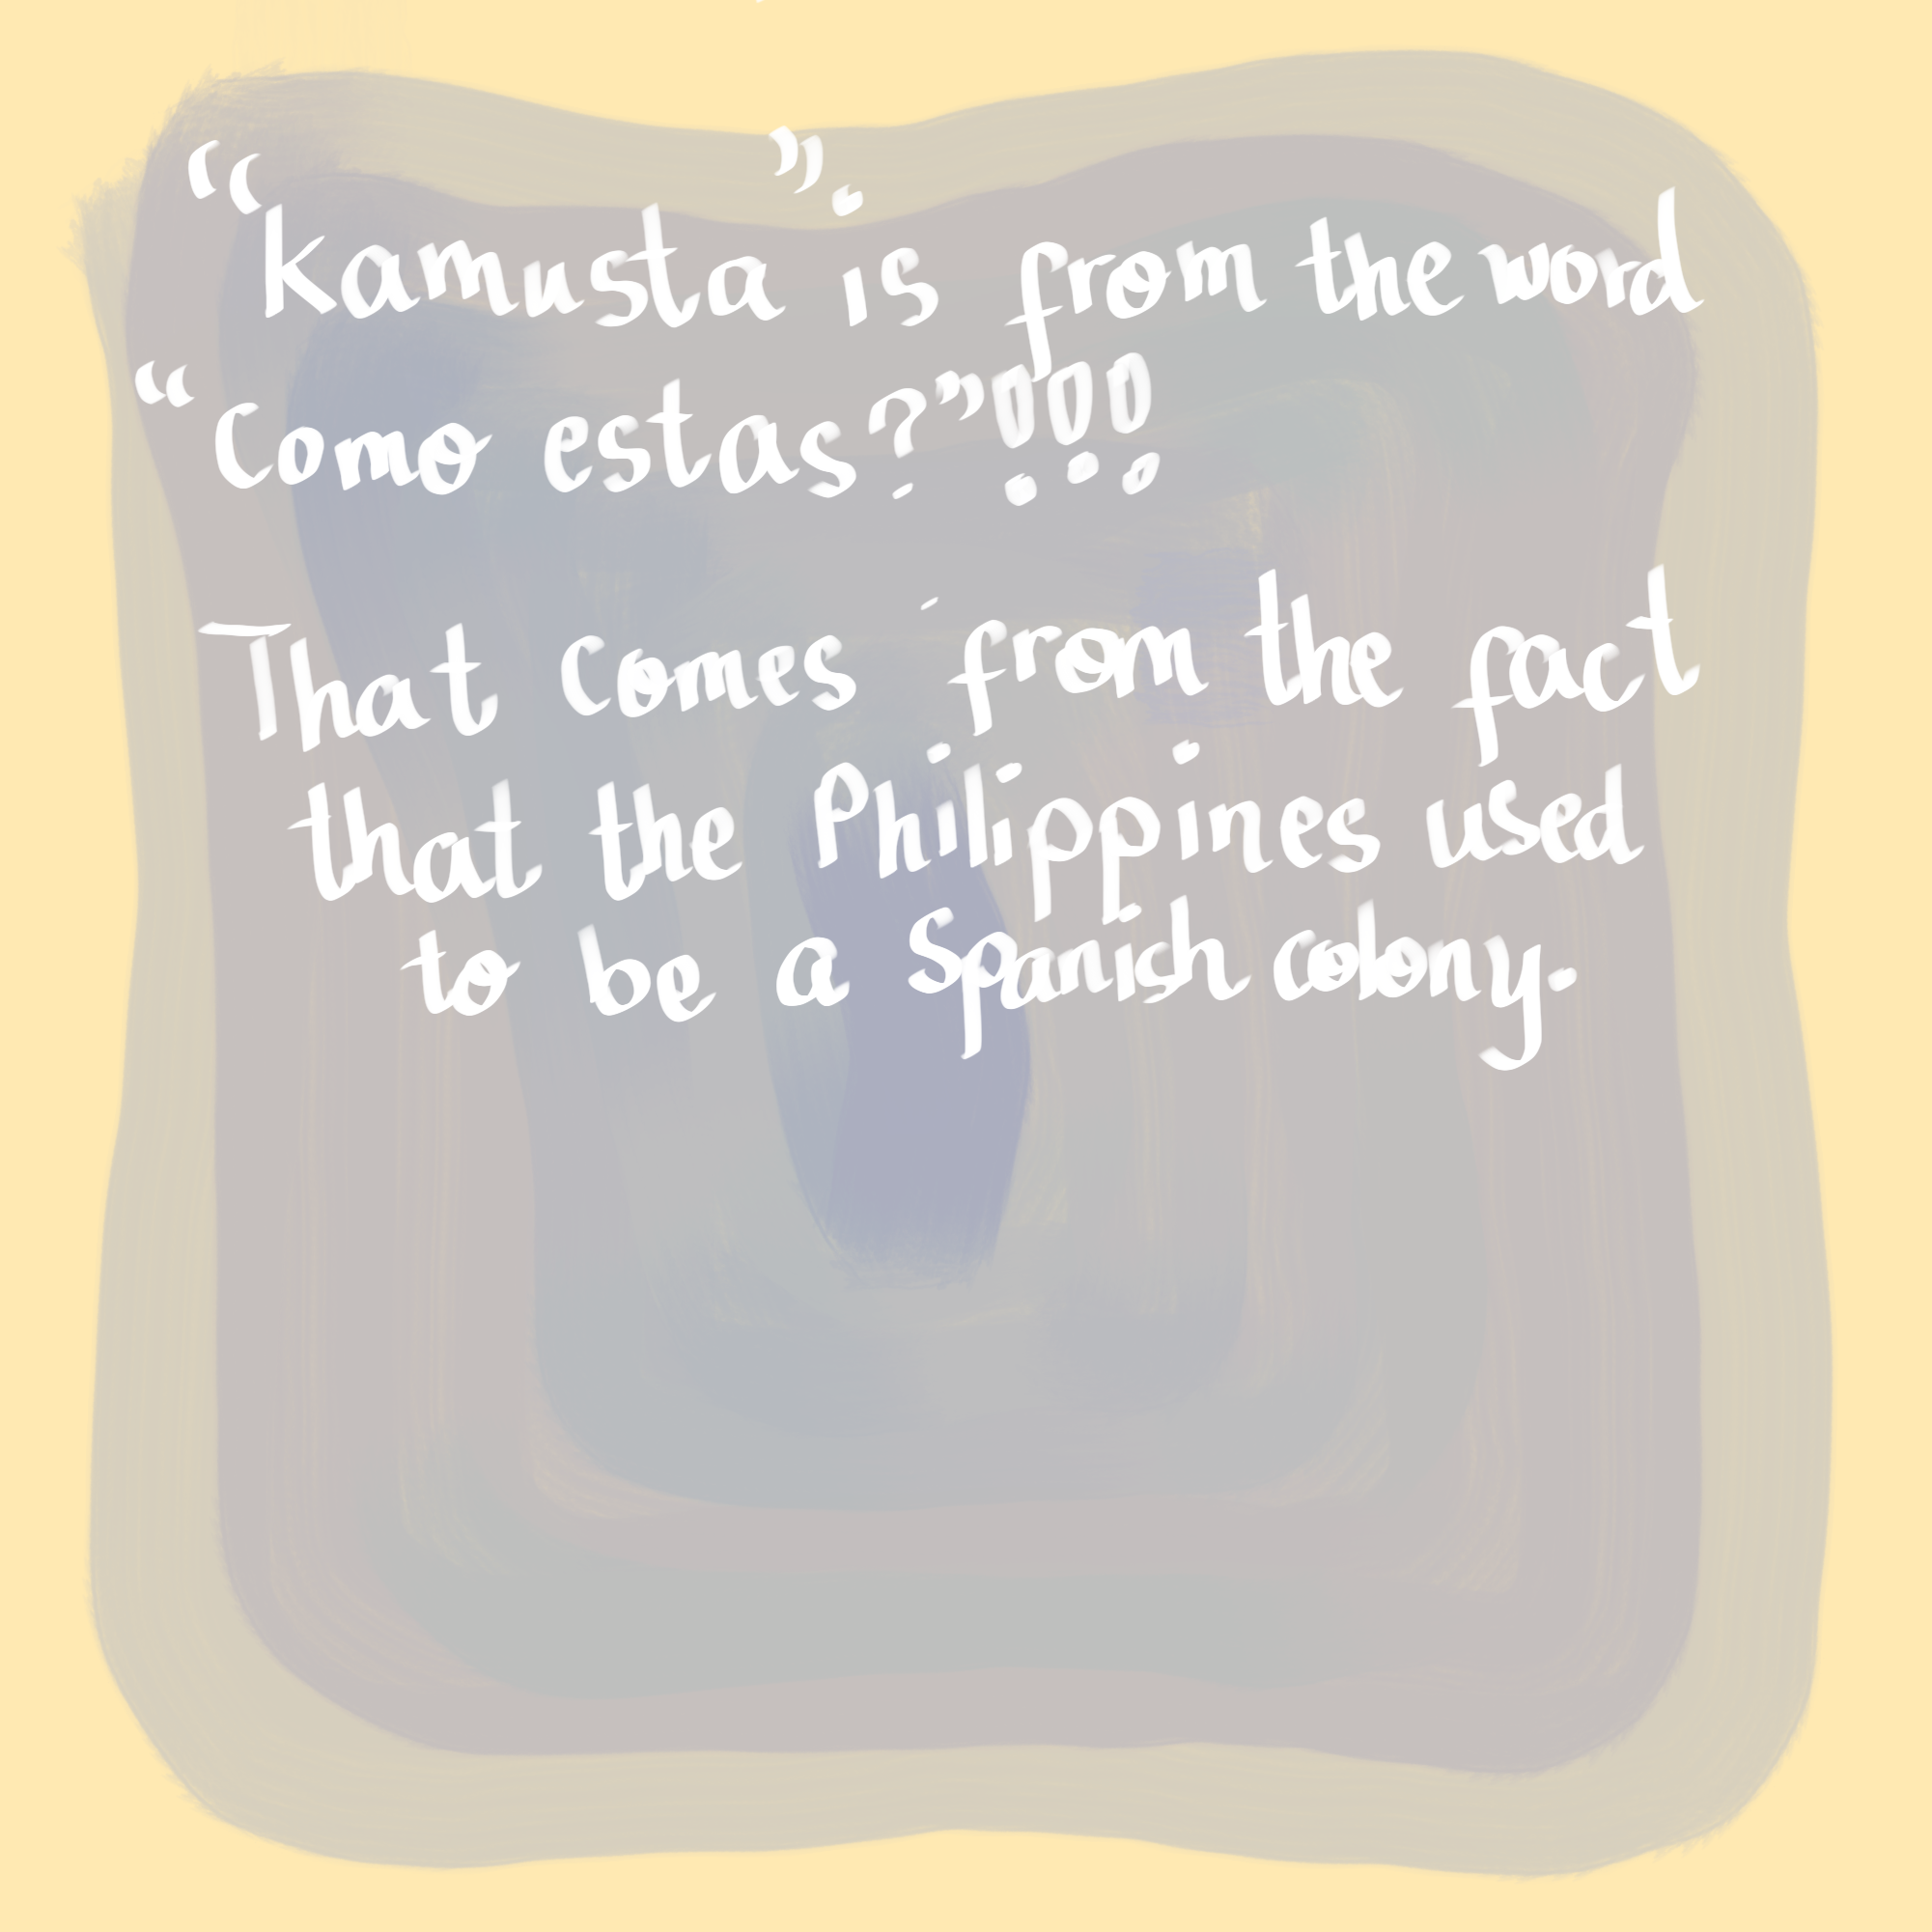 "Kamusta" is from the word
"Como estas?"!!!
That comes from the fact
that the Philippines used
to be a Spanish colony.